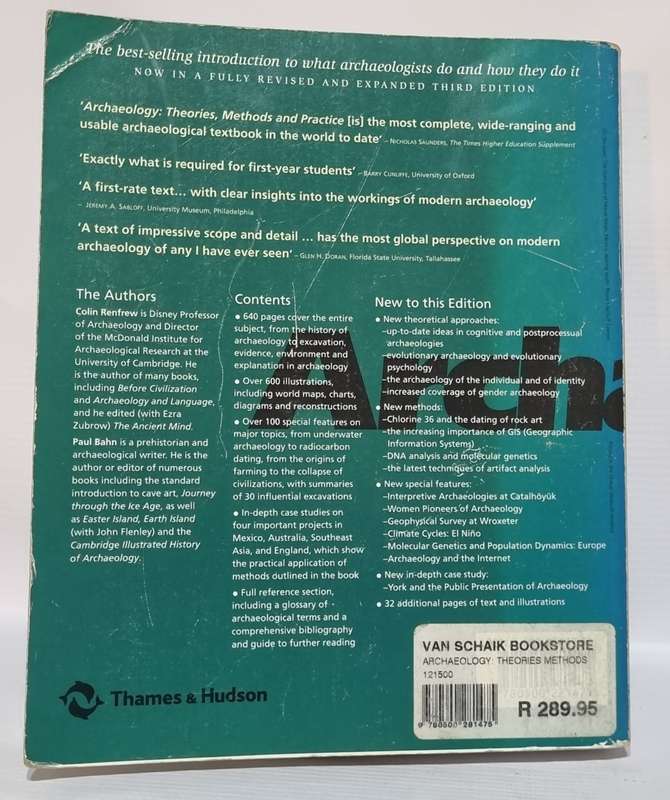 The best-selling introduction to what archaeologists do and how they do it
NOW IN A FULLY REVISED AND EXPANDED THIRD EDITION
'Archaeology: Theories, Methods and Practice [is] the most complete, wide-ranging and
usable archaeological textbook in the world to date' – NICHOLAS SAUNDERS, The Times Higher Education Supplement
'Exactly what is required for first-year students' – BARRY CUNLIFFE, University of Oxford
'A first-rate text... with clear insights into the workings of modern archaeology'
– JEREMY A. SABLOFF, University Museum, Philadelphia
'A text of impressive scope and detail ... has the most global perspective on modern
archaeology of any I have ever seen' – GLEN H. DORAN, Florida State University, Tallahassee
The Authors
Colin Renfrew is Disney Professor
of Archaeology and Director
of the McDonald Institute for
Archaeological Research at the
University of Cambridge. He
is the author of many books,
including Before Civilization
and Archaeology and Language,
and he edited (with Ezra
Zubrow) The Ancient Mind.
Paul Bahn is a prehistorian and
archaeological writer. He is the
author or editor of numerous
books including the standard
introduction to cave art, Journey
through the Ice Age, as well
as Easter Island, Earth Island
(with John Flenley) and the
Cambridge Illustrated History
of Archaeology.
Contents
• 640 pages cover the entire
subject, from the history of
archaeology to excavation,
evidence, environment and
explanation in archaeology
• Over 600 illustrations,
including world maps, charts,
diagrams and reconstructions
• Over 100 special features on
major topics, from underwater
archaeology to radiocarbon
dating, from the origins of
farming to the collapse of
civilizations, with summaries
of 30 influential excavations
• In-depth case studies on
four important projects in
Mexico, Australia, Southeast
Asia, and England, which show
the practical application of
methods outlined in the book
• Full reference section,
including a glossary of
archaeological terms and a
comprehensive bibliography
and guide to further reading
New to this Edition
• New theoretical approaches:
–up-to-date ideas in cognitive and postprocessual
archaeologies
–evolutionary archaeology and evolutionary
psychology
–the archaeology of the individual and of identity
–increased coverage of gender archaeology
• New methods:
–Chlorine 36 and the dating of rock art
–the increasing importance of GIS (Geographic
Information Systems)
–DNA analysis and molecular genetics
–the latest techniques of artifact analysis
• New special features:
–Interpretive Archaeologies at Catalhöyük
–Women Pioneers of Archaeology
–Geophysical Survey at Wroxeter
–Climate Cycles: El Niño
–Molecular Genetics and Population Dynamics: Europe
–Archaeology and the Internet
• New in-depth case study:
–York and the Public Presentation of Archaeology
• 32 additional pages of text and illustrations
Archa
Thames & Hudson
VAN SCHAIK BOOKSTORE
ARCHAEOLOGY: THEORIES METHODS
121500
R 289.95
9 780500 281475